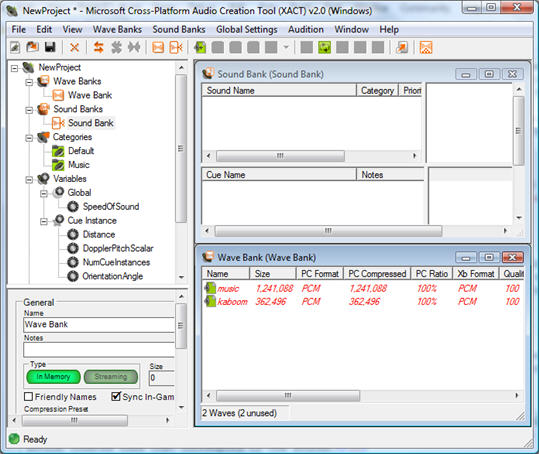 NewProject * - Microsoft Cross-Platform Audio Creation Tool (XACT) v2.0 (Windows)
File Edit View Wave Banks Sound Banks Global Settings Audition Window Help
NewProject
Wave Banks
Wave Bank
Sound Banks
Sound Bank
Categories
Default
Music
Variables
Global
SpeedOfSound
Cue Instance
Distance
DopplerPitchScalar
NumCueInstances
OrientationAngle
General
Name
Wave Bank
Notes
Type
In Memory Streaming
Size
0
Friendly Names Sync In-Gam
Compression Preset
Sound Bank (Sound Bank)
Sound Name Category Priori
Cue Name Notes
Wave Bank (Wave Bank)
Name Size PC Format PC Compressed PC Ratio Xb Format Qualit
music 1,241,088 PCM 1,241,088 100% PCM 100
kaboom 362,496 PCM 362,496 100% PCM 100
2 Waves (2 unused)
Ready